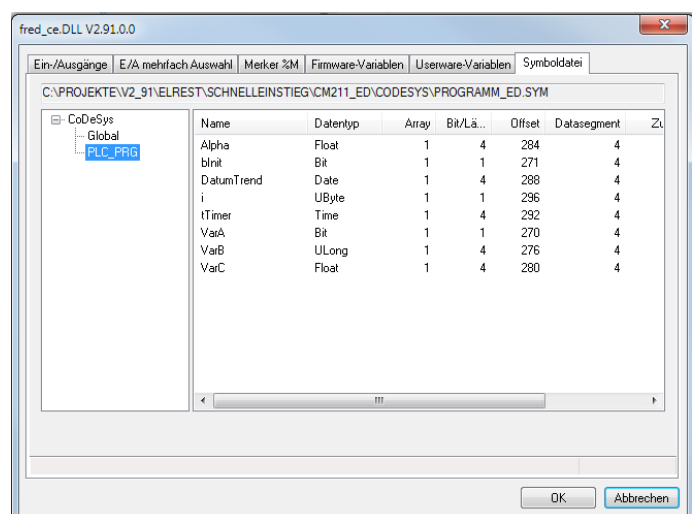 fred_ce.DLL V2.91.0.0
Ein-/Ausgänge E/A mehrfach Auswahl Merker %M Firmware-Variablen Userware-Variablen Symboldatei
C:\PROJEKTE\V2_91\ELREST\SCHNELLEINSTIEG\CM211_ED\CODESYS\PROGRAMM_ED.SYM
CoDeSys
Global
PLC_PRG
Name Datentyp Array Bit/Lä... Offset Datasegment Zu
Alpha Float 1 4 284 4
bInit Bit 1 1 271 4
DatumTrend Date 1 4 288 4
i UByte 1 1 296 4
tTimer Time 1 4 292 4
VarA Bit 1 1 270 4
VarB ULong 1 4 276 4
VarC Float 1 4 280 4
OK Abbrechen